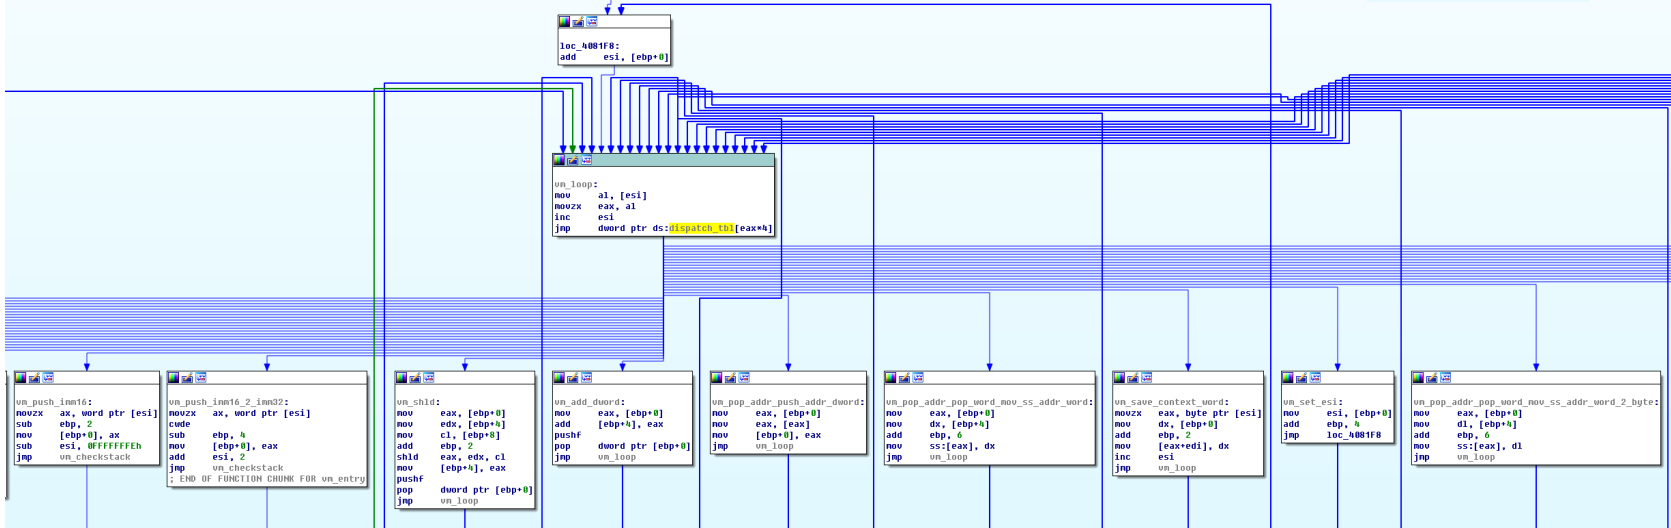 loc_4081F8:
add esi, [ebp+0]
vm_loop:
mov al, [esi]
movzx eax, al
inc esi
jmp dword ptr ds:dispatch_tbl[eax*4]
vm_push_imm16:
movzx ax, word ptr [esi]
sub ebp, 2
mov [ebp+0], ax
sub esi, 0FFFFFFFEh
jmp vm_checkstack
vm_push_imm16_2_imm32:
movzx ax, word ptr [esi]
cwde
sub ebp, 4
mov [ebp+0], eax
add esi, 2
jmp vm_checkstack
; END OF FUNCTION CHUNK FOR vm_entry
vm_shld:
mov eax, [ebp+0]
mov edx, [ebp+4]
mov cl, [ebp+8]
add ebp, 2
shld eax, edx, cl
mov [ebp+4], eax
pushf
pop dword ptr [ebp+0]
jmp vm_loop
vm_add_dword:
mov eax, [ebp+0]
add [ebp+4], eax
pushf
pop dword ptr [ebp+0]
jmp vm_loop
vm_pop_addr_push_addr_dword:
mov eax, [ebp+0]
mov eax, [eax]
mov [ebp+0], eax
jmp vm_loop
vm_pop_addr_pop_word_mov_ss_addr_word:
mov eax, [ebp+0]
mov dx, [ebp+4]
add ebp, 6
mov ss:[eax], dx
jmp vm_loop
vm_save_context_word:
movzx eax, byte ptr [esi]
mov dx, [ebp+0]
add ebp, 2
mov [eax+edi], dx
inc esi
jmp vm_loop
vm_set_esi:
mov esi, [ebp+0]
add ebp, 4
jmp loc_4081F8
vm_pop_addr_pop_word_mov_ss_addr_word_2_byte:
mov eax, [ebp+0]
mov dl, [ebp+4]
add ebp, 6
mov ss:[eax], dl
jmp vm_loop